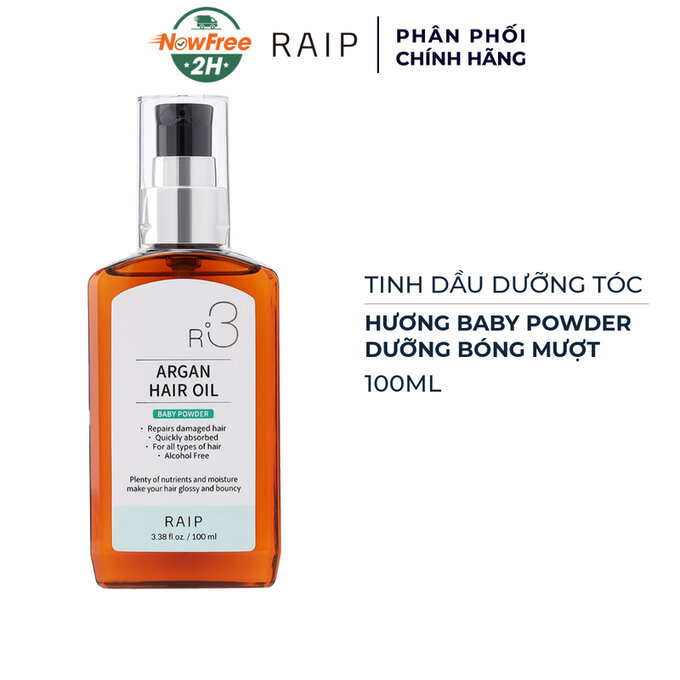 NowFree
2H
RAIP
PHÂN PHỐI
CHÍNH HÃNG
R3
ARGAN
HAIR OIL
BABY POWDER
• Repairs damaged hair
• Quickly absorbed
• For all types of hair
• Alcohol Free
Plenty of nutrients and moisture
make your hair glossy and bouncy
RAIP
3.38 fl.oz. / 100 ml
TINH DẦU DƯỠNG TÓC
HƯƠNG BABY POWDER
DƯỠNG BÓNG MƯỢT
100ML